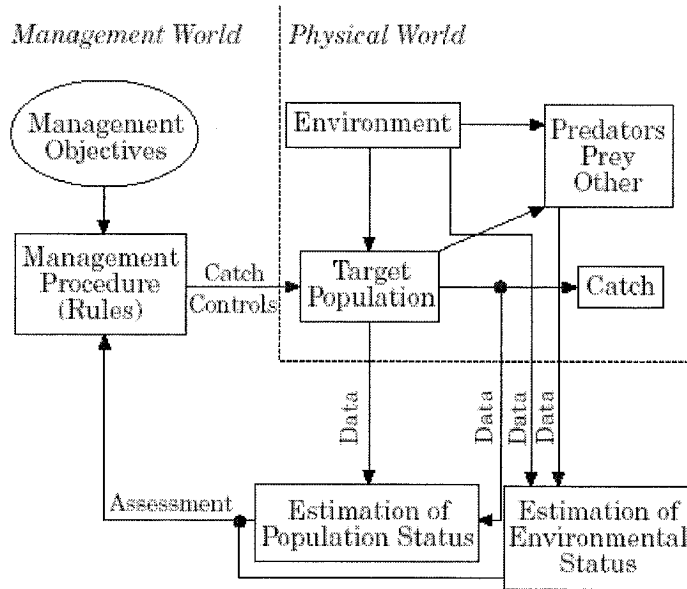 Management World
Physical World
Management
Objectives
Environment
Predators
Prey
Other
Management
Procedure
(Rules)
Catch
Controls
Target
Population
Catch
Data
Data
Data
Data
Assessment
Estimation of
Population Status
Estimation of
Environmental
Status